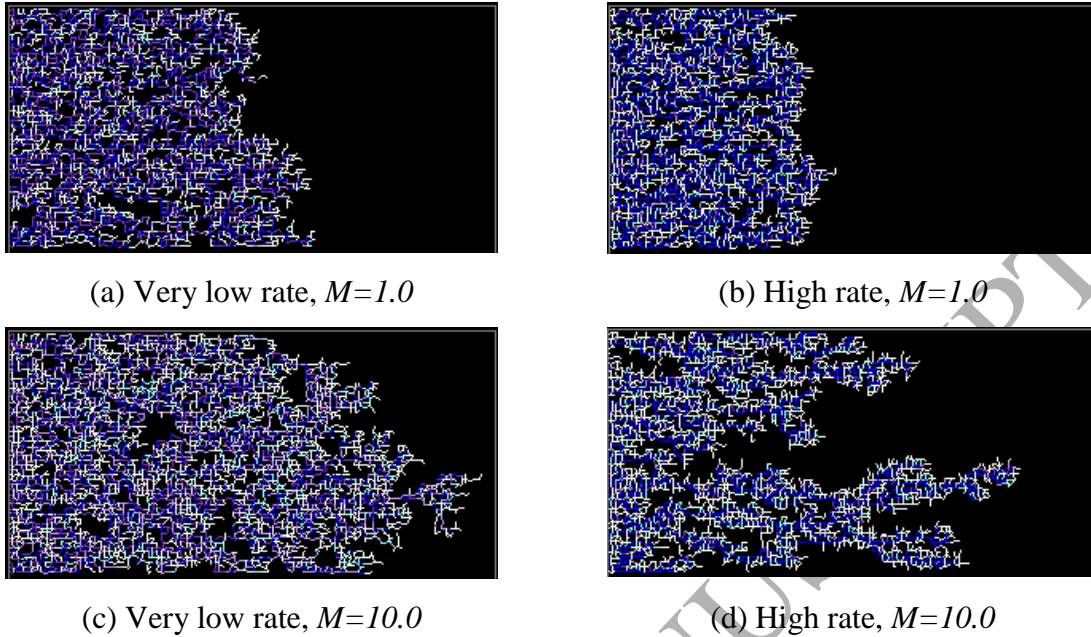 (a) Very low rate, M=1.0
(b) High rate, M=1.0
(c) Very low rate, M=10.0
(d) High rate, M=10.0